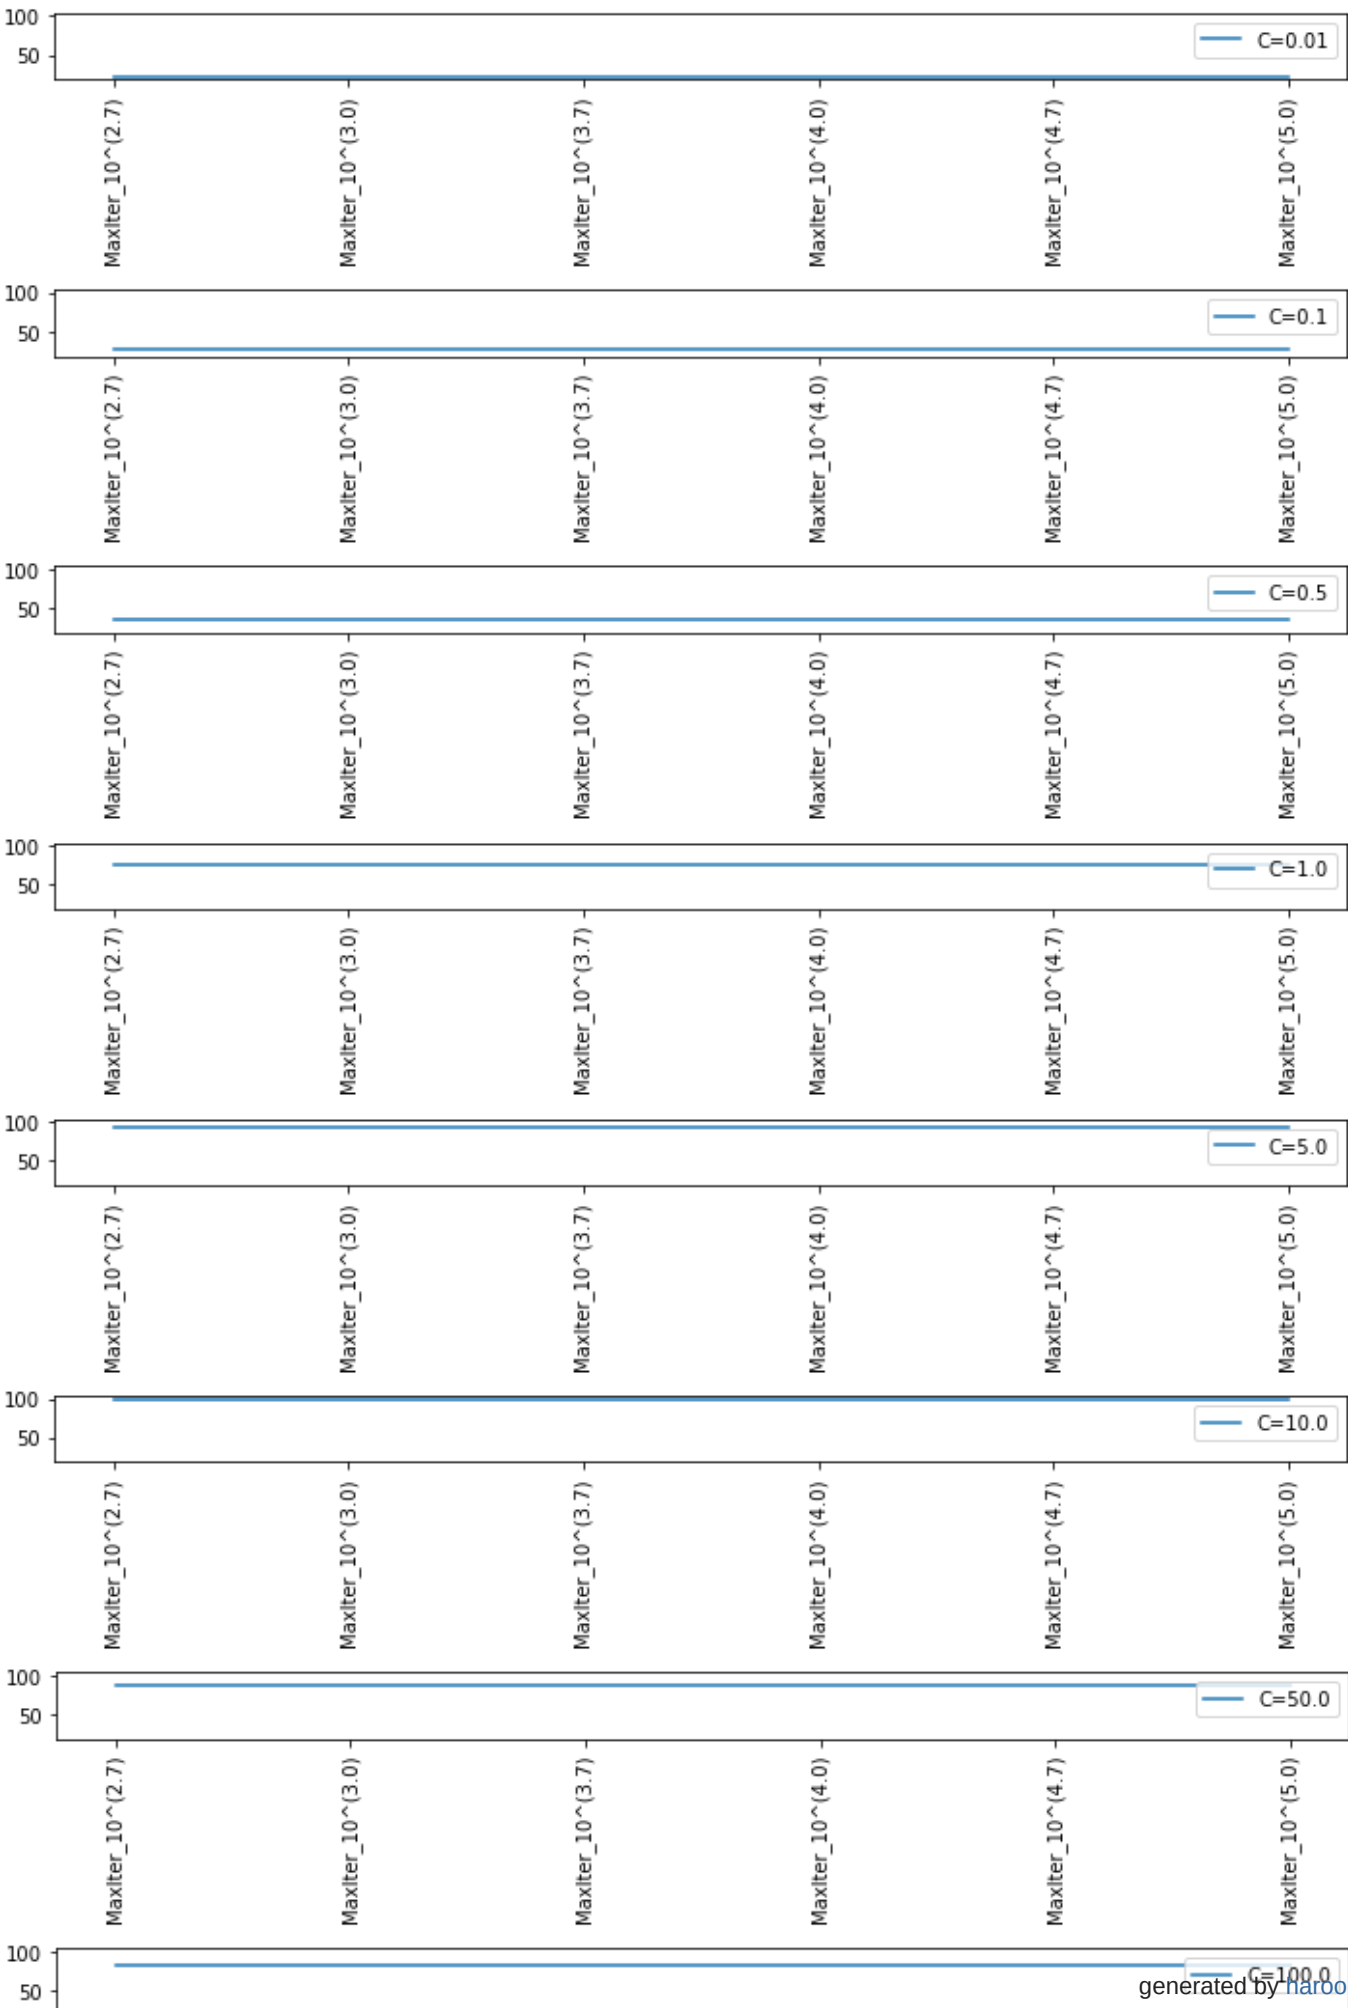 100
50
C=0.01
MaxIter_10^(2.7)
MaxIter_10^(3.0)
MaxIter_10^(3.7)
MaxIter_10^(4.0)
MaxIter_10^(4.7)
MaxIter_10^(5.0)
100
50
C=0.1
MaxIter_10^(2.7)
MaxIter_10^(3.0)
MaxIter_10^(3.7)
MaxIter_10^(4.0)
MaxIter_10^(4.7)
MaxIter_10^(5.0)
100
50
C=0.5
MaxIter_10^(2.7)
MaxIter_10^(3.0)
MaxIter_10^(3.7)
MaxIter_10^(4.0)
MaxIter_10^(4.7)
MaxIter_10^(5.0)
100
50
C=1.0
MaxIter_10^(2.7)
MaxIter_10^(3.0)
MaxIter_10^(3.7)
MaxIter_10^(4.0)
MaxIter_10^(4.7)
MaxIter_10^(5.0)
100
50
C=5.0
MaxIter_10^(2.7)
MaxIter_10^(3.0)
MaxIter_10^(3.7)
MaxIter_10^(4.0)
MaxIter_10^(4.7)
MaxIter_10^(5.0)
100
50
C=10.0
MaxIter_10^(2.7)
MaxIter_10^(3.0)
MaxIter_10^(3.7)
MaxIter_10^(4.0)
MaxIter_10^(4.7)
MaxIter_10^(5.0)
100
50
C=50.0
MaxIter_10^(2.7)
MaxIter_10^(3.0)
MaxIter_10^(3.7)
MaxIter_10^(4.0)
MaxIter_10^(4.7)
MaxIter_10^(5.0)
100
50
C=100.0
generated by haroo